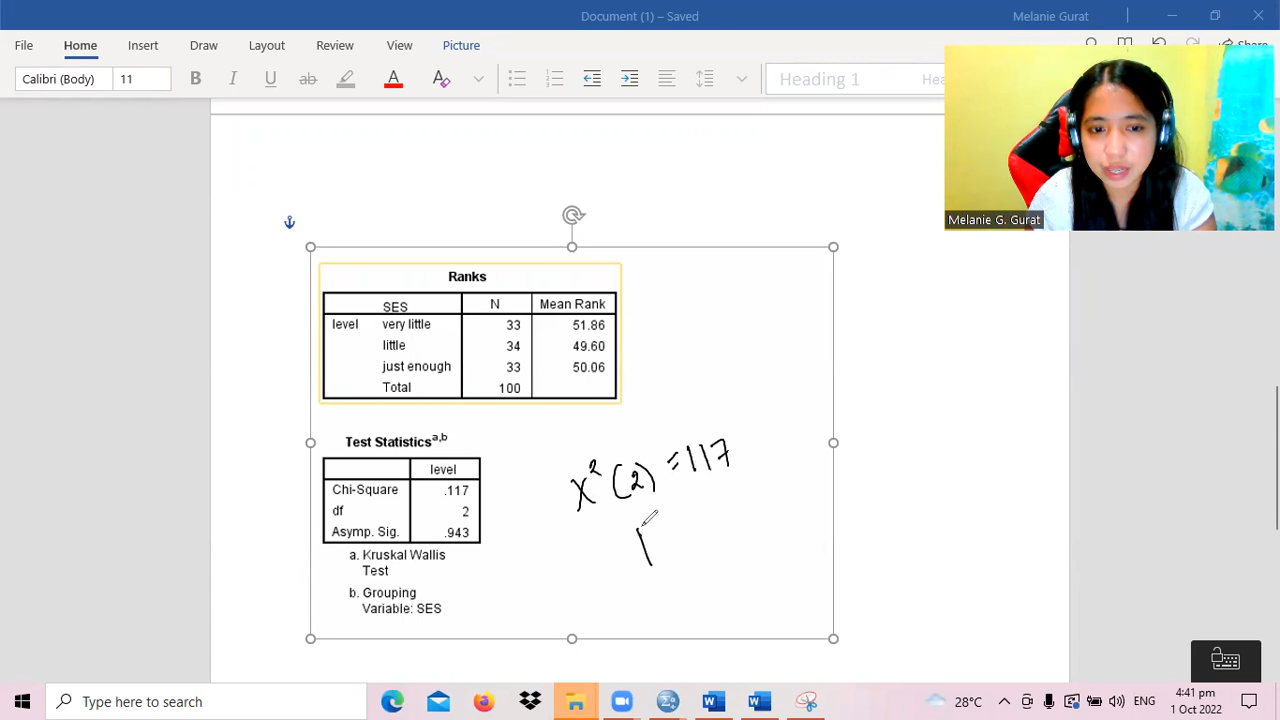 Document (1) – Saved
Melanie Gurat
File Home Insert Draw Layout Review View Picture
Share
Calibri (Body) 11 B I U ab A A Heading 1
Melanie G. Gurat
Ranks
SES N Mean Rank
level very little 33 51.86
little 34 49.60
just enough 33 50.06
Total 100
Test Statistics a,b
level
Chi-Square .117
df 2
Asymp. Sig. .943
a. Kruskal Wallis
Test
b. Grouping
Variable: SES
x² (2) = 117
Type here to search
28°C
ENG
4:41 pm
1 Oct 2022